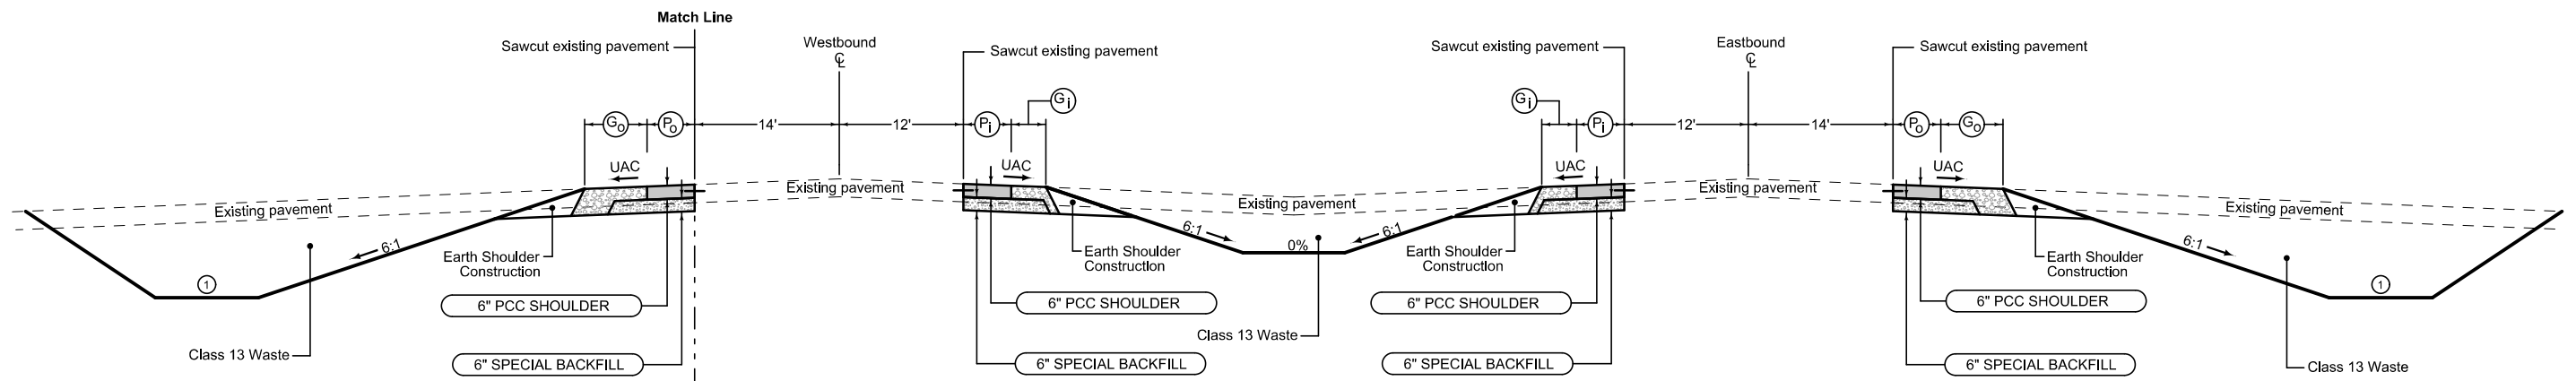 Match Line
Sawcut existing pavement
Westbound
℄
Sawcut existing pavement
Sawcut existing pavement
Eastbound
℄
Sawcut existing pavement
Go
Po
14'
12'
Pi
Gi
Gi
Pi
12'
14'
Po
Go
UAC
UAC
UAC
UAC
Existing pavement
Existing pavement
Existing pavement
Existing pavement
Existing pavement
6:1
6:1
0%
6:1
6:1
Earth Shoulder
Construction
Earth Shoulder
Construction
Earth Shoulder
Construction
Earth Shoulder
Construction
1
1
6" PCC SHOULDER
6" PCC SHOULDER
6" PCC SHOULDER
6" PCC SHOULDER
Class 13 Waste
Class 13 Waste
Class 13 Waste
6" SPECIAL BACKFILL
6" SPECIAL BACKFILL
6" SPECIAL BACKFILL
6" SPECIAL BACKFILL